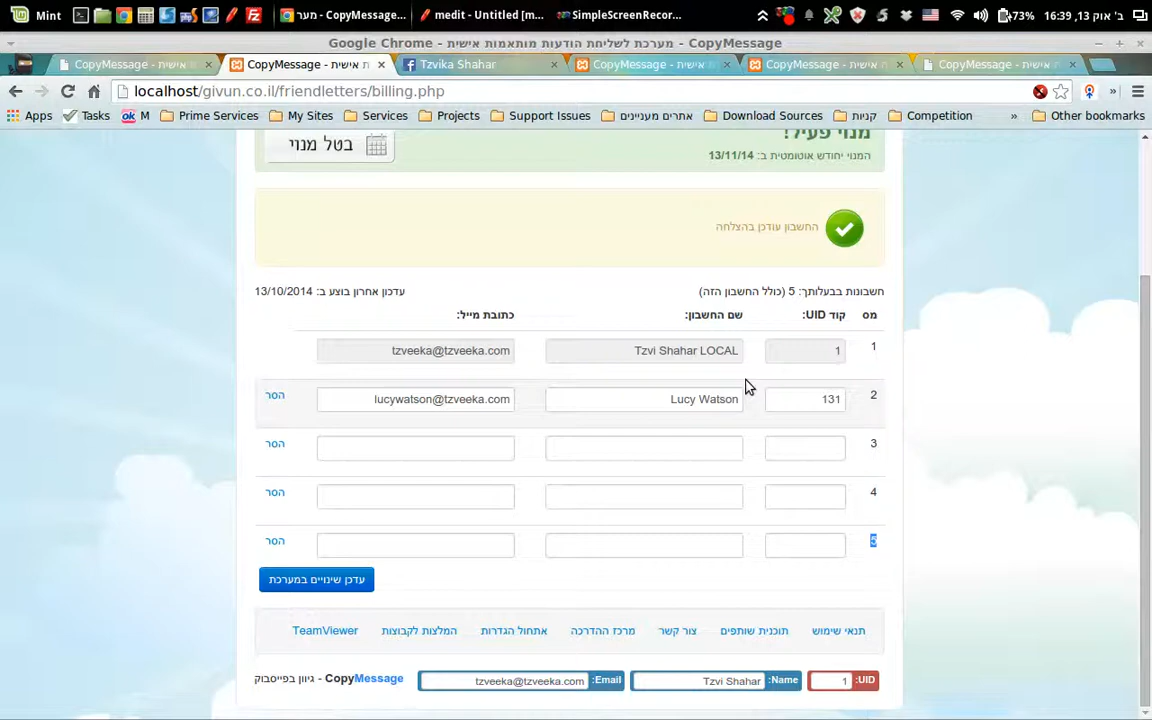 Mint
CopyMessage - מער...
medit - Untitled [m...
SimpleScreenRecor...
73%
ב' אוק 13, 16:39
Google Chrome - מערכת לשליחת הודעות מותאמות אישית - CopyMessage
CopyMessage - אישית ת
CopyMessage - אישית ת
Tzvika Shahar
CopyMessage - אישית ת
CopyMessage - אישית ת
CopyMessage - אישית ת
localhost/givun.co.il/friendletters/billing.php
Apps
Tasks
ok M
Prime Services
My Sites
Services
Projects
Support Issues
אתרים מעניינים
Download Sources
קניות
Competition
»
Other bookmarks
מנוי פעיל!
המנוי יחודש אוטומטית ב: 13/11/14
בטל מנוי
החשבון עודכן בהצלחה
חשבונות בבעלותך: 5 (כולל החשבון הזה)
עדכון אחרון בוצע ב: 13/10/2014
מס קוד UID: שם החשבון: כתובת מייל:
1 1 Tzvi Shahar LOCAL tzveeka@tzveeka.com
2 131 Lucy Watson lucywatson@tzveeka.com הסר
3 הסר
4 הסר
5 הסר
עדכן שינויים במערכת
תנאי שימוש תוכנית שותפים צור קשר מרכז ההדרכה אתחול הגדרות המלצות לקבוצות TeamViewer
UID: 1 Name: Tzvi Shahar Email: tzveeka@tzveeka.com CopyMessage - גיוון בפייסבוק